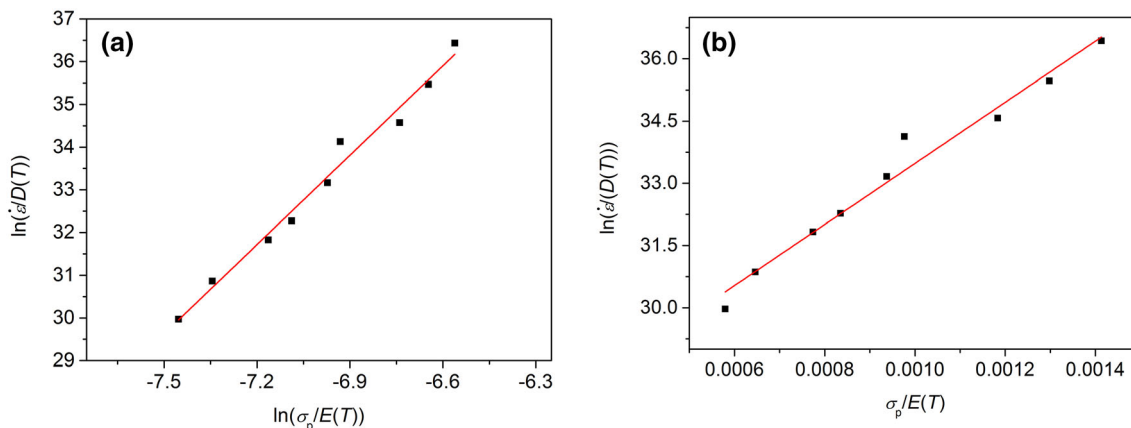 (a)
37
36
35
34
33
32
31
30
29
-7.5 -7.2 -6.9 -6.6 -6.3
ln(σp/E(T))
ln(ε̇/D(T))
(b)
36.0
34.5
33.0
31.5
30.0
0.0006 0.0008 0.0010 0.0012 0.0014
σp/E(T)
ln(ε̇/(D(T)))